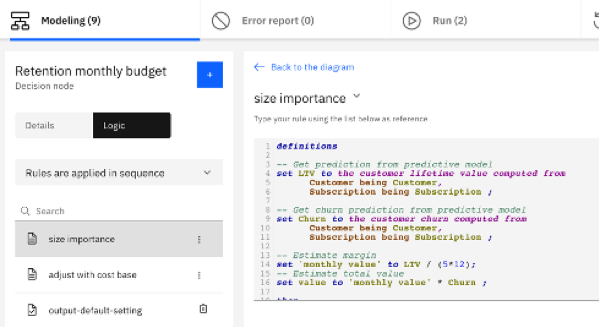 Modeling (9)
Error report (0)
Run (2)
Retention monthly budget
Decision node
+
Details
Logic
Rules are applied in sequence
Search
size importance
adjust with cost base
output-default-setting
← Back to the diagram
size importance
Type your rule using the list below as reference
1 definitions
2
3 -- Get prediction from predictive model
4 set LTV to the customer lifetime value computed from
5 Customer being Customer,
6 Subscription being Subscription ;
7
8 -- Get churn prediction from predictive model
9 set Churn to the customer churn computed from
10 Customer being Customer,
11 Subscription being Subscription ;
12
13 -- Estimate margin
14 set 'monthly value' to LTV / (5*12);
15 -- Estimate total value
16 set value to 'monthly value' * Churn ;
17
18 then